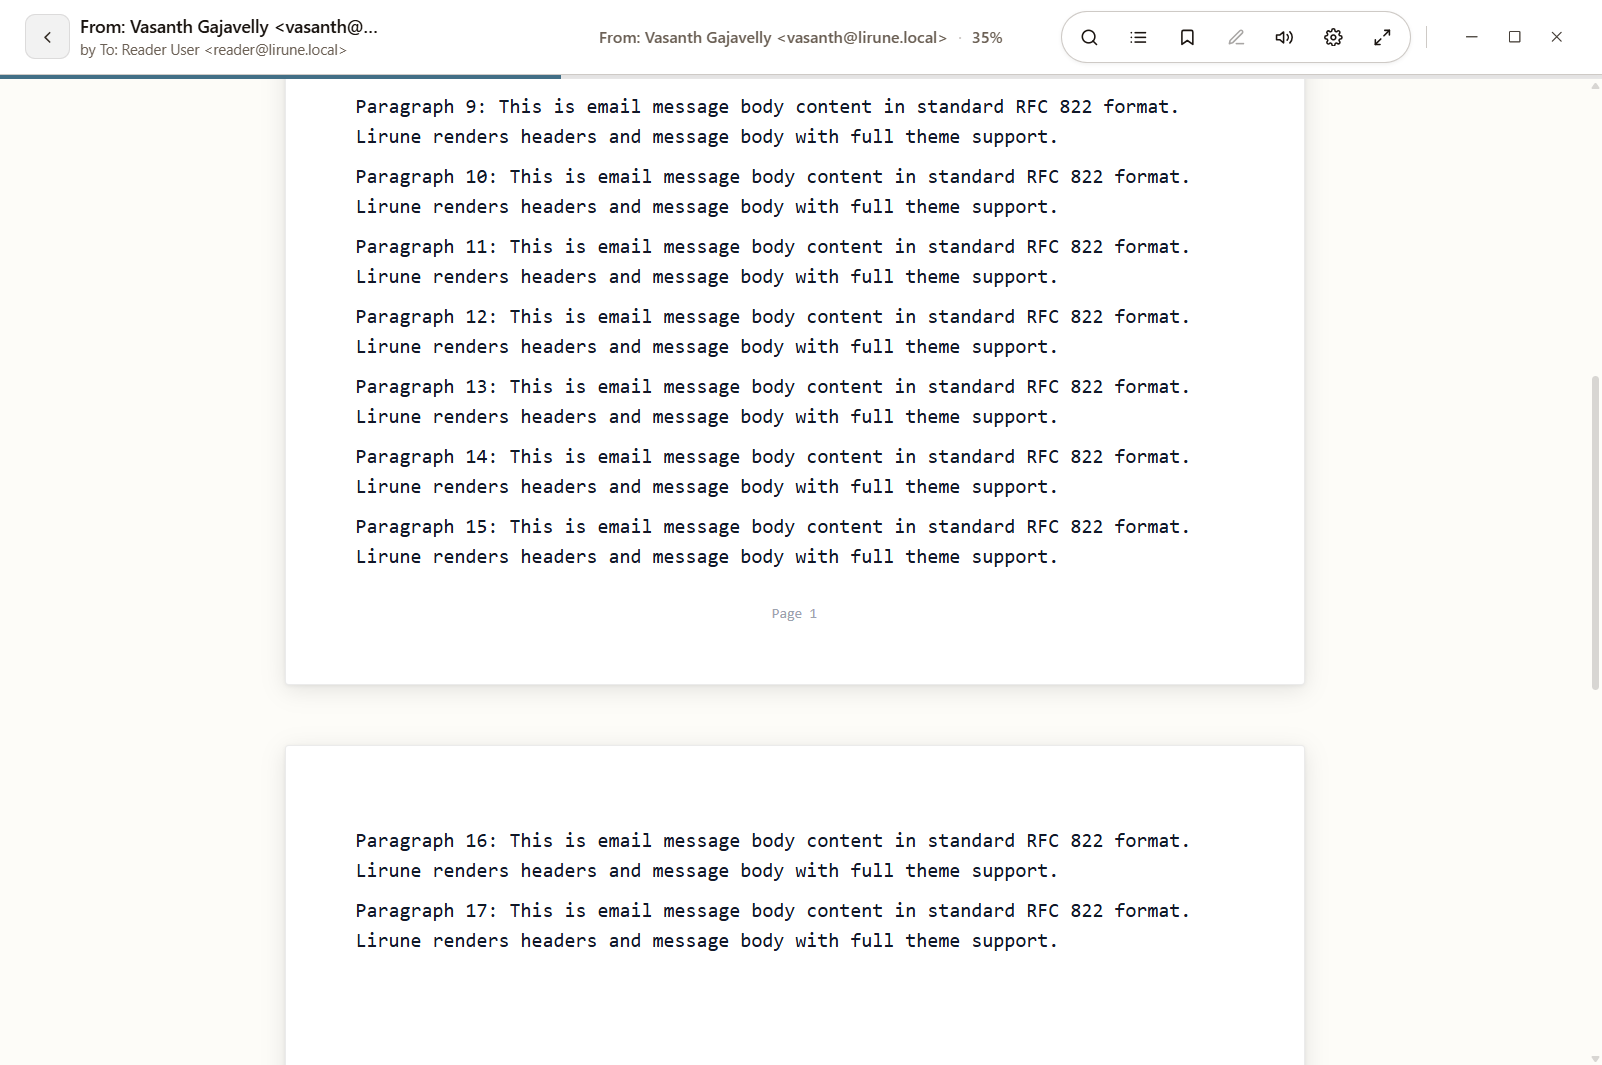 From: Vasanth Gajavelly <vasanth@...
by To: Reader User <reader@lirune.local>
From: Vasanth Gajavelly <vasanth@lirune.local> · 35%
Paragraph 9: This is email message body content in standard RFC 822 format.
Lirune renders headers and message body with full theme support.
Paragraph 10: This is email message body content in standard RFC 822 format.
Lirune renders headers and message body with full theme support.
Paragraph 11: This is email message body content in standard RFC 822 format.
Lirune renders headers and message body with full theme support.
Paragraph 12: This is email message body content in standard RFC 822 format.
Lirune renders headers and message body with full theme support.
Paragraph 13: This is email message body content in standard RFC 822 format.
Lirune renders headers and message body with full theme support.
Paragraph 14: This is email message body content in standard RFC 822 format.
Lirune renders headers and message body with full theme support.
Paragraph 15: This is email message body content in standard RFC 822 format.
Lirune renders headers and message body with full theme support.
Page 1
Paragraph 16: This is email message body content in standard RFC 822 format.
Lirune renders headers and message body with full theme support.
Paragraph 17: This is email message body content in standard RFC 822 format.
Lirune renders headers and message body with full theme support.